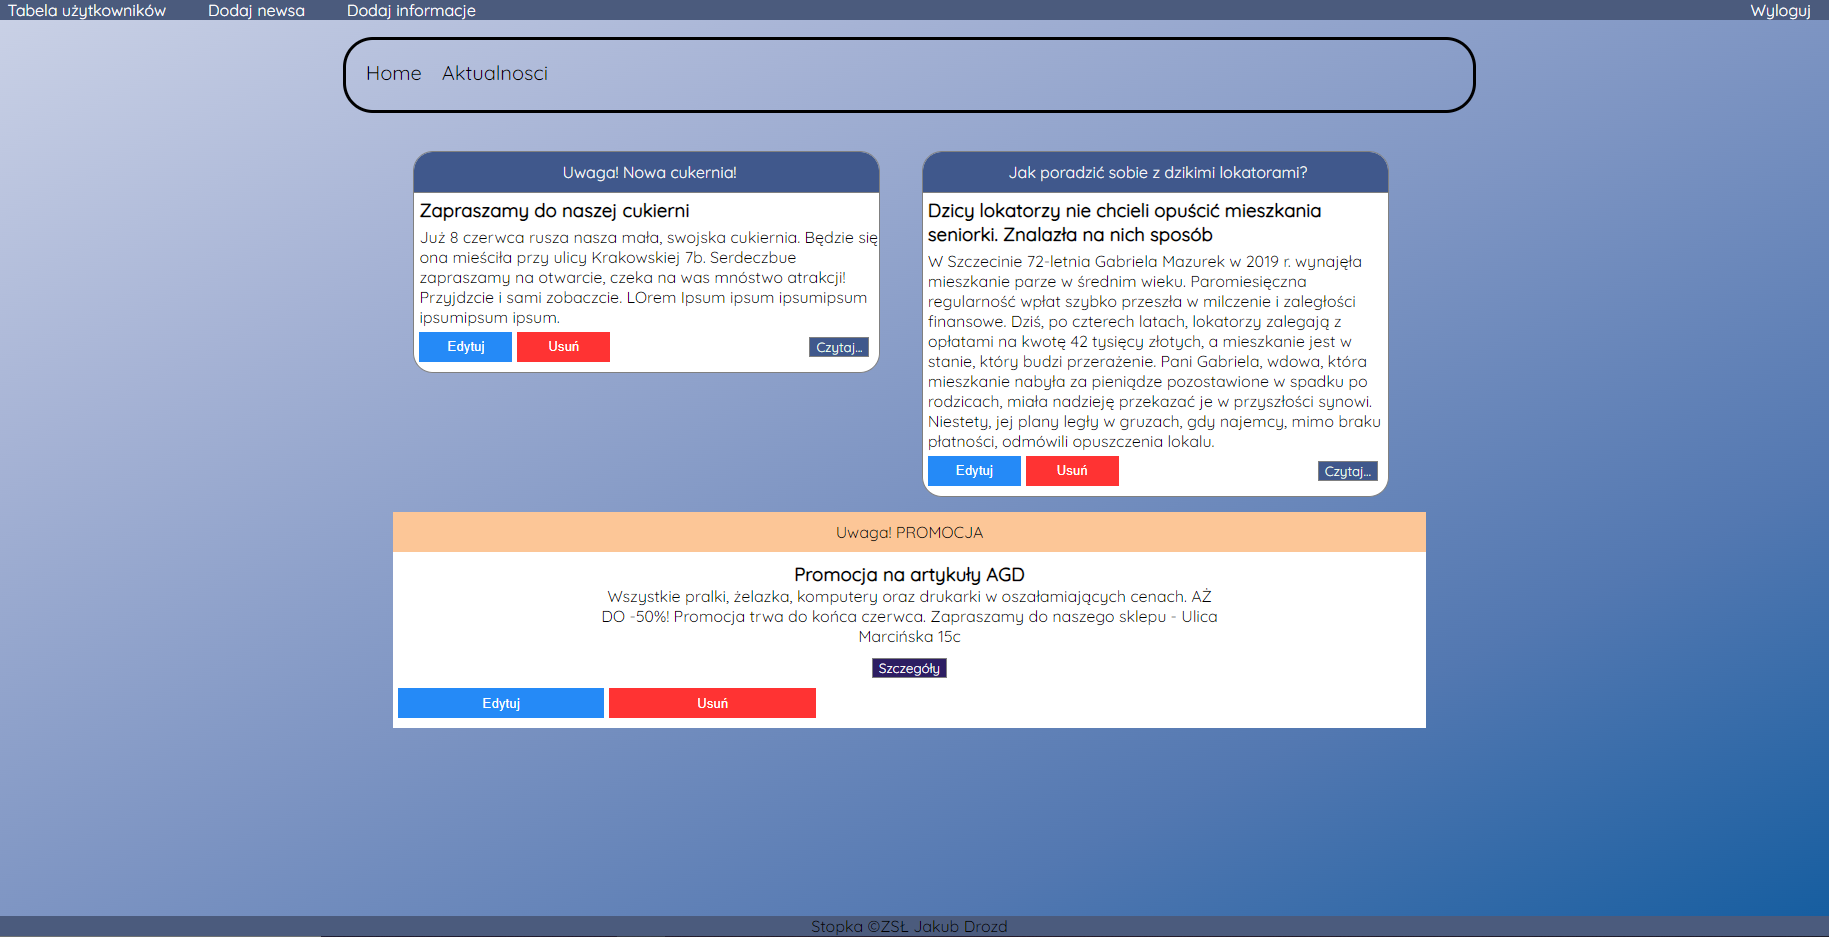 Tabela użytkowników Dodaj newsa Dodaj informacje Wyloguj
Home Aktualnosci
Uwaga! Nowa cukernia!
Zapraszamy do naszej cukierni
Już 8 czerwca rusza nasza mała, swojska cukiernia. Będzie się
ona mieściła przy ulicy Krakowskiej 7b. Serdeczbue
zapraszamy na otwarcie, czeka na was mnóstwo atrakcji!
Przyjdzcie i sami zobaczcie. LOrem Ipsum ipsum ipsumipsum
ipsumipsum ipsum.
Edytuj Usuń Czytaj...
Jak poradzić sobie z dzikimi lokatorami?
Dzicy lokatorzy nie chcieli opuścić mieszkania
seniorki. Znalazła na nich sposób
W Szczecinie 72-letnia Gabriela Mazurek w 2019 r. wynajęła
mieszkanie parze w średnim wieku. Paromiesięczna
regularność wpłat szybko przeszła w milczenie i zaległości
finansowe. Dziś, po czterech latach, lokatorzy zalegają z
opłatami na kwotę 42 tysięcy złotych, a mieszkanie jest w
stanie, który budzi przerażenie. Pani Gabriela, wdowa, która
mieszkanie nabyła za pieniądze pozostawione w spadku po
rodzicach, miała nadzieję przekazać je w przyszłości synowi.
Niestety, jej plany legły w gruzach, gdy najemcy, mimo braku
płatności, odmówili opuszczenia lokalu.
Edytuj Usuń Czytaj...
Uwaga! PROMOCJA
Promocja na artykuły AGD
Wszystkie pralki, żelazka, komputery oraz drukarki w oszałamiających cenach. AŻ
DO -50%! Promocja trwa do końca czerwca. Zapraszamy do naszego sklepu - Ulica
Marcińska 15c
Szczegóły
Edytuj Usuń
Stopka ©ZSŁ Jakub Drozd